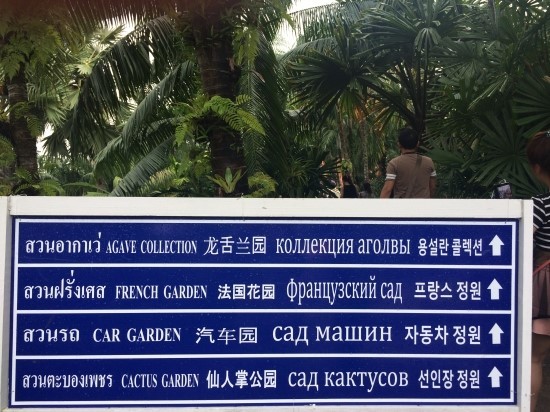 สวนอากาเว่ AGAVE COLLECTION 龙舌兰园 коллекция аголвы 용설란 콜렉션 ↑
สวนฝรั่งเศส FRENCH GARDEN 法国花园 французский сад 프랑스 정원 ↑
สวนรถ CAR GARDEN 汽车园 сад машин 자동차 정원 ↑
สวนตะบองเพชร CACTUS GARDEN 仙人掌公园 сад кактусов 선인장 정원 ↑